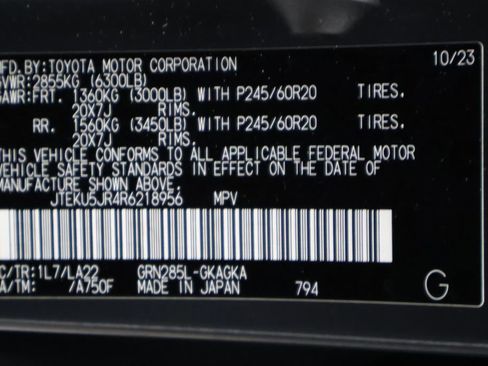 MFD. BY:TOYOTA MOTOR CORPORATION 10/23
GVWR:2855KG (6300LB)
GAWR:FRT. 1360KG (3000LB) WITH P245/60R20 TIRES.
20X7J RIMS.
RR. 1560KG (3450LB) WITH P245/60R20 TIRES.
20X7J RIMS.
THIS VEHICLE CONFORMS TO ALL APPLICABLE FEDERAL MOTOR
VEHICLE SAFETY STANDARDS IN EFFECT ON THE DATE OF
MANUFACTURE SHOWN ABOVE.
JTEKU5JR4R6218956 MPV
C/TR:1L7/LA22 GRN285L-GKAGKA
A/TM: /A750F MADE IN JAPAN 794 G